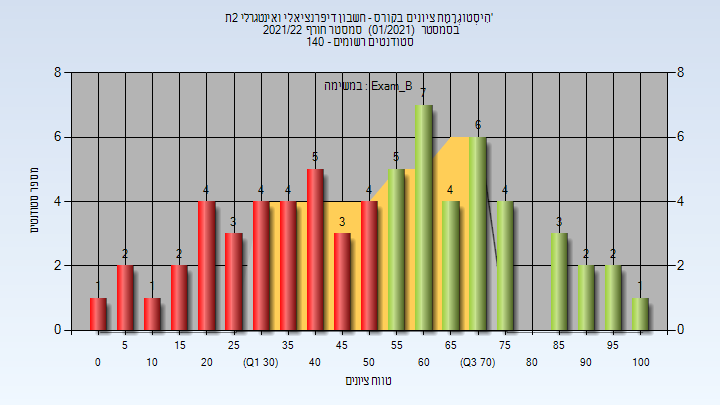 הִיסְטוֹגְרָמַת ציונים בקורס - חשבון דיפרנציאלי ואינטגרלי 2ת'
בסמסטר (01/2021) סמסטר חורף 2021/22
סטודנטים רשומים - 140
במשימה : Exam_B
מספר סטודנטים
8 8
6 6
4 4
2 2
0 0
1 2 1 2 4 3 4 4 5 3 4 5 7 4 6 4 3 2 2 1
5 15 25 35 45 55 65 75 85 95
0 10 20 (Q1 30) 40 50 60 (Q3 70) 80 90 100
טווח ציונים